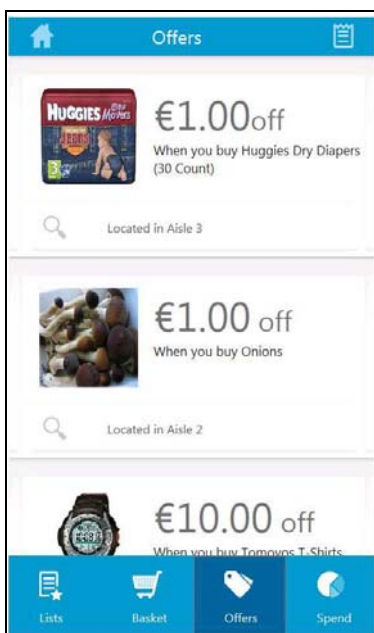 Offers
HUGGIES
€1.00off
When you buy Huggies Dry Diapers
(30 Count)
Located in Aisle 3
€1.00 off
When you buy Onions
Located in Aisle 2
€10.00 off
When you buy Tomovos T-Shirts
Lists
Basket
Offers
Spend